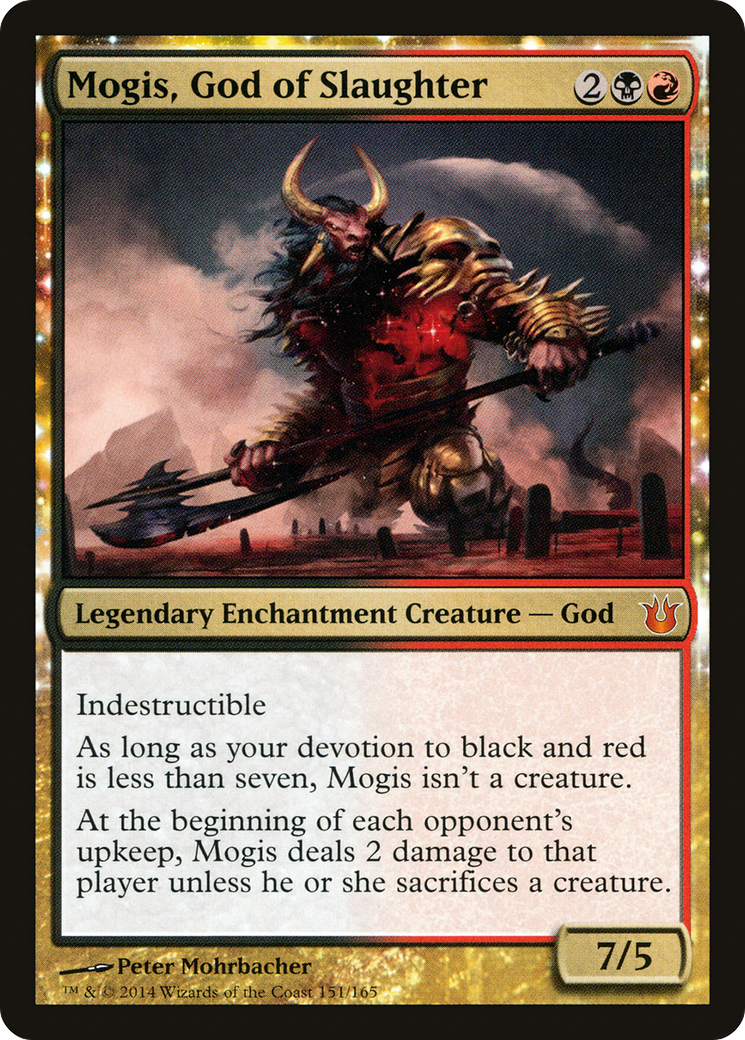 Mogis, God of Slaughter 2
Legendary Enchantment Creature — God
Indestructible
As long as your devotion to black and red
is less than seven, Mogis isn't a creature.
At the beginning of each opponent's
upkeep, Mogis deals 2 damage to that
player unless he or she sacrifices a creature.
7/5
Peter Mohrbacher
™ & © 2014 Wizards of the Coast 151/165